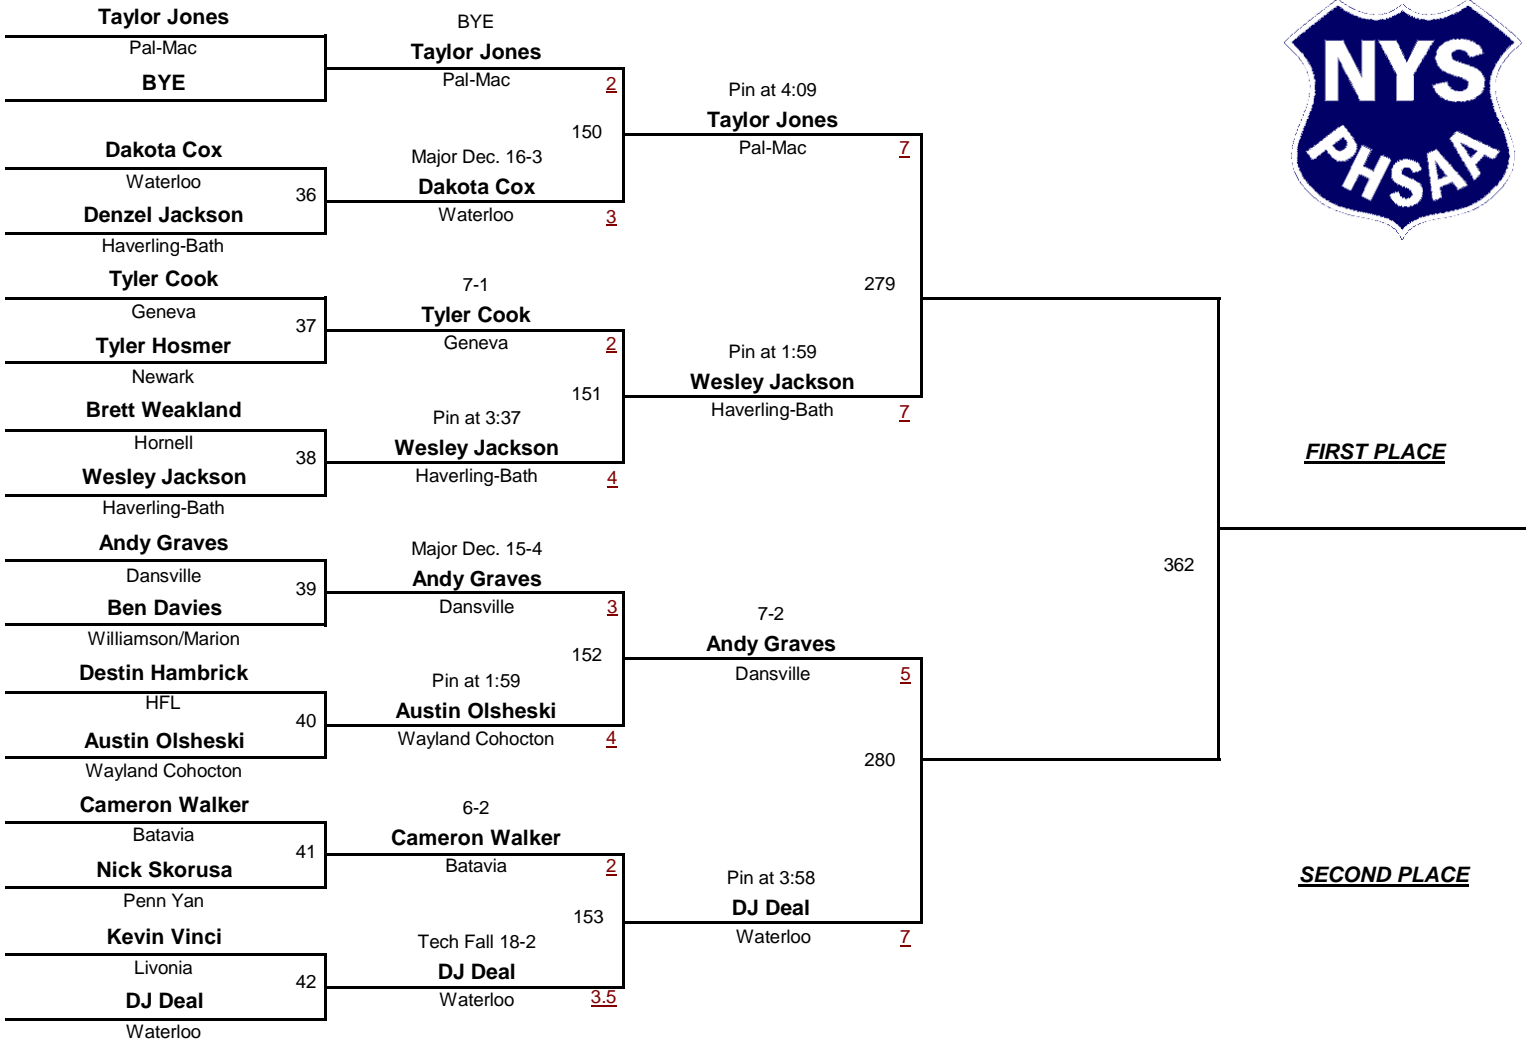 Taylor Jones
Pal-Mac
BYE
Dakota Cox
Waterloo
36
Denzel Jackson
Haverling-Bath
Tyler Cook
Geneva
37
Tyler Hosmer
Newark
Brett Weakland
Hornell
38
Wesley Jackson
Haverling-Bath
Andy Graves
Dansville
39
Ben Davies
Williamson/Marion
Destin Hambrick
HFL
40
Austin Olsheski
Wayland Cohocton
Cameron Walker
Batavia
41
Nick Skorusa
Penn Yan
Kevin Vinci
Livonia
42
DJ Deal
Waterloo
BYE
Taylor Jones
Pal-Mac
2
150
Major Dec. 16-3
Dakota Cox
Waterloo
3
7-1
Tyler Cook
Geneva
2
151
Pin at 3:37
Wesley Jackson
Haverling-Bath
4
Major Dec. 15-4
Andy Graves
Dansville
3
152
Pin at 1:59
Austin Olsheski
Wayland Cohocton
4
6-2
Cameron Walker
Batavia
2
153
Tech Fall 18-2
DJ Deal
Waterloo
3.5
Pin at 4:09
Taylor Jones
Pal-Mac
7
279
Pin at 1:59
Wesley Jackson
Haverling-Bath
7
7-2
Andy Graves
Dansville
5
280
Pin at 3:58
DJ Deal
Waterloo
7
362
NYS
PHSAA
FIRST PLACE
SECOND PLACE